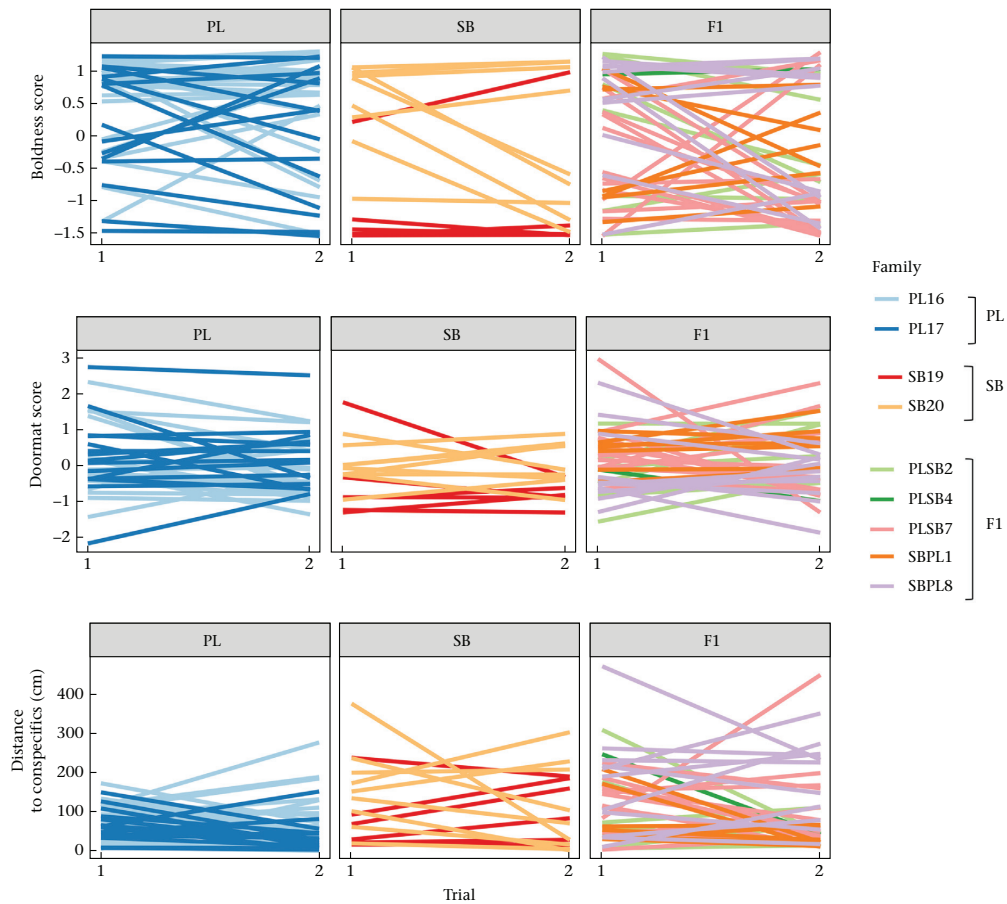 PL SB F1
Boldness score
1
0.5
0
−0.5
−1
−1.5
1 2 1 2 1 2
PL SB F1
Doormat score
3
2
1
0
−1
−2
1 2 1 2 1 2
PL SB F1
Distance
to conspecifics (cm)
400
300
200
100
0
1 2 1 2 1 2
Trial
Family
PL16
PL17
PL
SB19
SB20
SB
PLSB2
PLSB4
PLSB7
SBPL1
SBPL8
F1